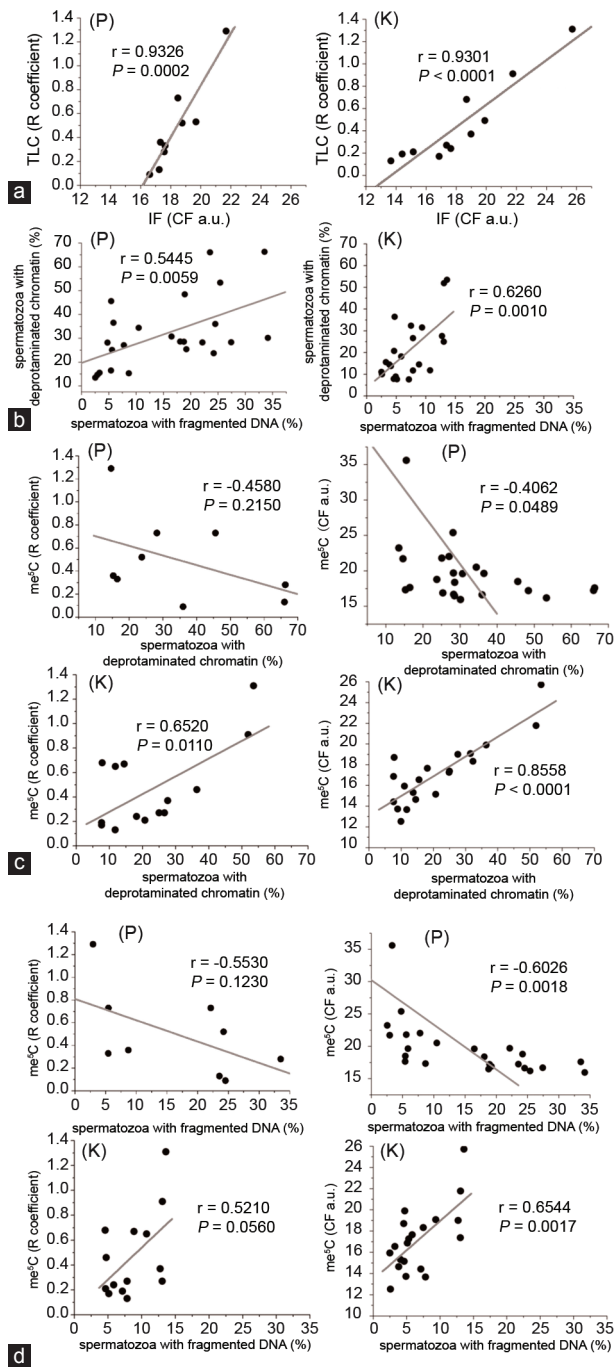 (P)
TLC (R coefficient)
1.4
1.2
1.0
0.8
0.6
0.4
0.2
0.0
r = 0.9326
P = 0.0002
12 14 16 18 20 22 24 26
IF (CF a.u.)
(K)
TLC (R coefficient)
1.4
1.2
1.0
0.8
0.6
0.4
0.2
0.0
r = 0.9301
P < 0.0001
12 14 16 18 20 22 24 26
IF (CF a.u.)
a
(P)
spermatozoa with
deprotaminated chromatin (%)
70
60
50
40
30
20
10
r = 0.5445
P = 0.0059
0 5 10 15 20 25 30 35
spermatozoa with fragmented DNA (%)
(K)
spermatozoa with
deprotaminated chromatin (%)
70
60
50
40
30
20
10
0
r = 0.6260
P = 0.0010
0 5 10 15 20 25 30 35
spermatozoa with fragmented DNA (%)
b
(P)
me⁵C (R coefficient)
1.4
1.2
1.0
0.8
0.6
0.4
0.2
0.0
r = -0.4580
P = 0.2150
10 20 30 40 50 60 70
spermatozoa with
deprotaminated chromatin (%)
(P)
me⁵C (CF a.u.)
35
30
25
20
15
r = -0.4062
P = 0.0489
10 20 30 40 50 60
spermatozoa with
deprotaminated chromatin (%)
(K)
me⁵C (R coefficient)
1.4
1.2
1.0
0.8
0.6
0.4
0.2
0.0
r = 0.6520
P = 0.0110
0 10 20 30 40 50 60 70
spermatozoa with
deprotaminated chromatin (%)
(K)
me⁵C (CF a.u.)
26
24
22
20
18
16
14
12
10
r = 0.8558
P < 0.0001
0 10 20 30 40 50 60 70
spermatozoa with
deprotaminated chromatin (%)
c
(P)
me⁵C (R coefficient)
1.4
1.2
1.0
0.8
0.6
0.4
0.2
0.0
r = -0.5530
P = 0.1230
0 5 10 15 20 25 30 35
spermatozoa with fragmented DNA (%)
(P)
me⁵C (CF a.u.)
35
30
25
20
15
r = -0.6026
P = 0.0018
0 5 10 15 20 25 30 35
spermatozoa with fragmented DNA (%)
(K)
me⁵C (R coefficient)
1.4
1.2
1.0
0.8
0.6
0.4
0.2
0.0
r = 0.5210
P = 0.0560
0 5 10 15 20 25 30 35
spermatozoa with fragmented DNA (%)
(K)
me⁵C (CF a.u.)
26
24
22
20
18
16
14
12
10
r = 0.6544
P = 0.0017
0 5 10 15 20 25 30 35
spermatozoa with fragmented DNA (%)
d